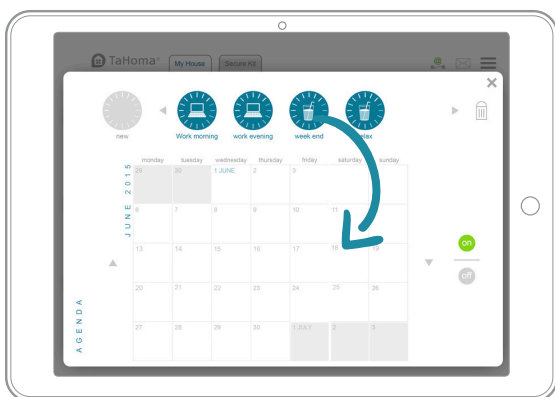 TaHoma®
My House
Secure Kit
new
Work morning
work evening
week end
monday tuesday wednesday thursday friday saturday sunday
JUNE 2015
29 30 1 JUNE 2 3
6 7 8 9 10 11
13 14 15 16 17 18 19
20 21 22 23 24 25 26
27 28 29 30 1 JULY 2 3
AGENDA
on
off